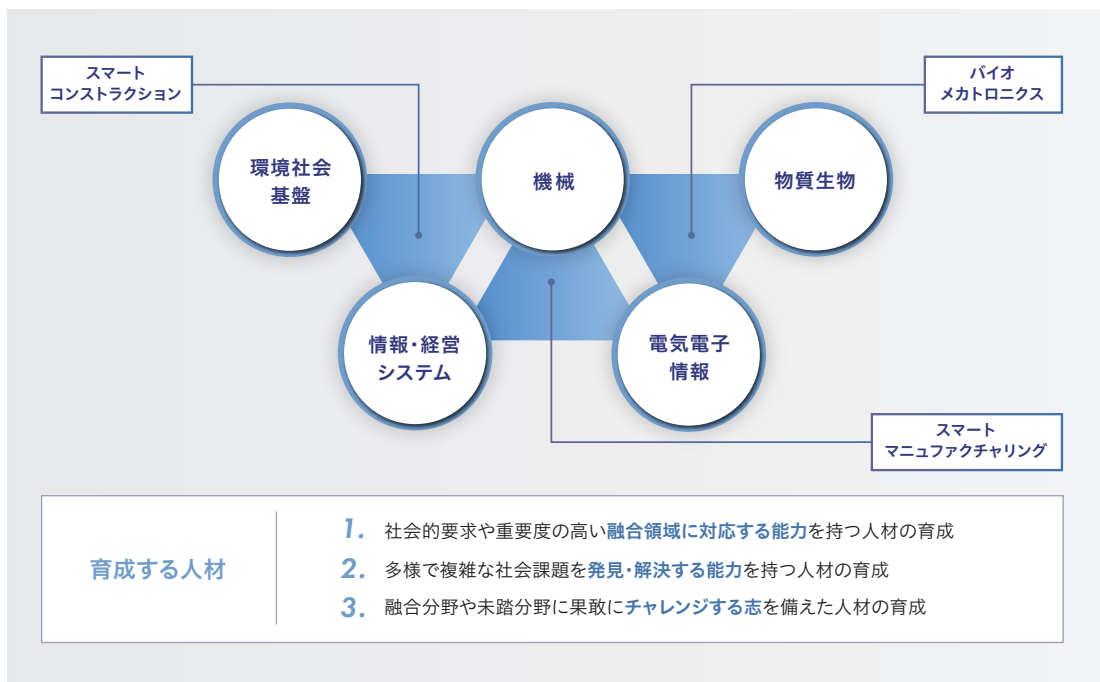 スマート
コンストラクション
バイオ
メカトロニクス
環境社会
基盤
機械
物質生物
情報・経営
システム
電気電子
情報
スマート
マニュファクチャリング
育成する人材
1. 社会的要求や重要度の高い融合領域に対応する能力を持つ人材の育成
2. 多様で複雑な社会課題を発見・解決する能力を持つ人材の育成
3. 融合分野や未踏分野に果敢にチャレンジする志を備えた人材の育成